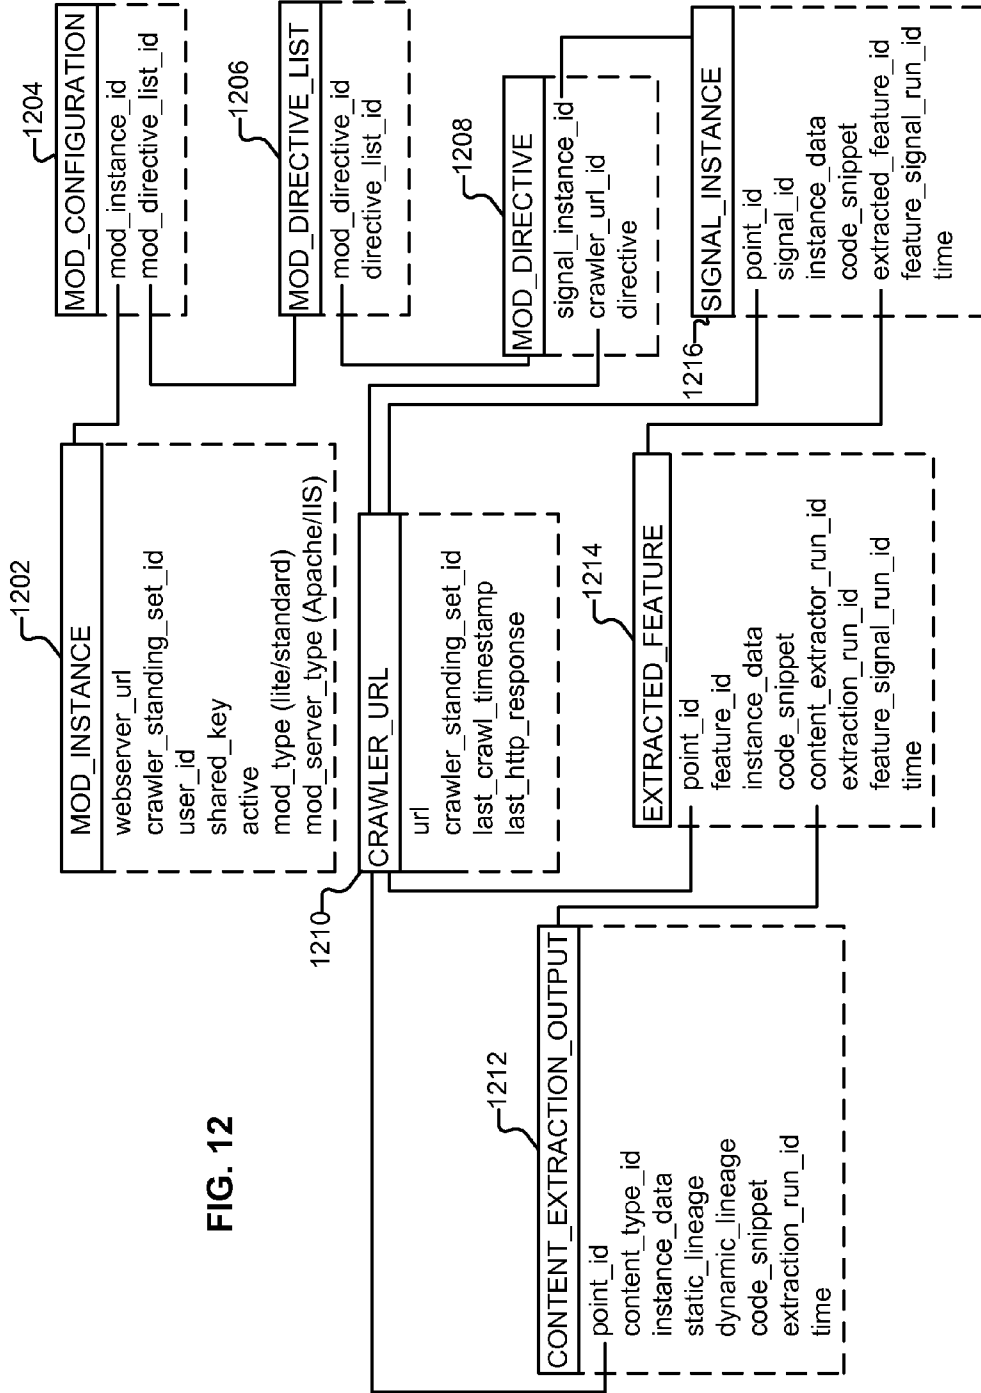 FIG. 12
1202
MOD_INSTANCE
webserver_url
crawler_standing_set_id
user_id
shared_key
active
mod_type (lite/standard)
mod_server_type (Apache/IIS)
1204
MOD_CONFIGURATION
mod_instance_id
mod_directive_list_id
1206
MOD_DIRECTIVE_LIST
mod_directive_id
directive_list_id
1208
MOD_DIRECTIVE
signal_instance_id
crawler_url_id
directive
1210
CRAWLER_URL
url
crawler_standing_set_id
last_crawl_timestamp
last_http_response
1212
CONTENT_EXTRACTION_OUTPUT
point_id
content_type_id
instance_data
static_lineage
dynamic_lineage
code_snippet
extraction_run_id
time
1214
EXTRACTED_FEATURE
point_id
feature_id
instance_data
code_snippet
content_extractor_run_id
extraction_run_id
feature_signal_run_id
time
1216
SIGNAL_INSTANCE
point_id
signal_id
instance_data
code_snippet
extracted_feature_id
feature_signal_run_id
time